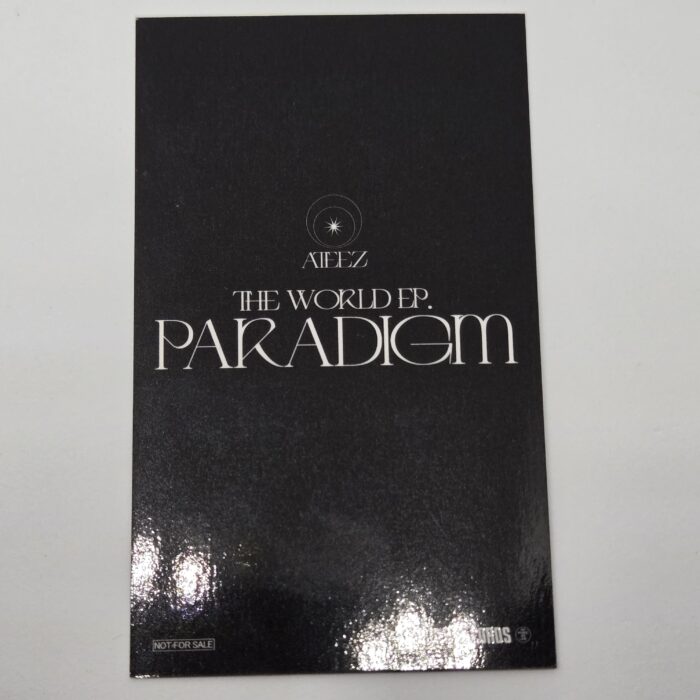 ATEEZ
THE WORLD EP.
PARADIGM
NOT-FOR SALE